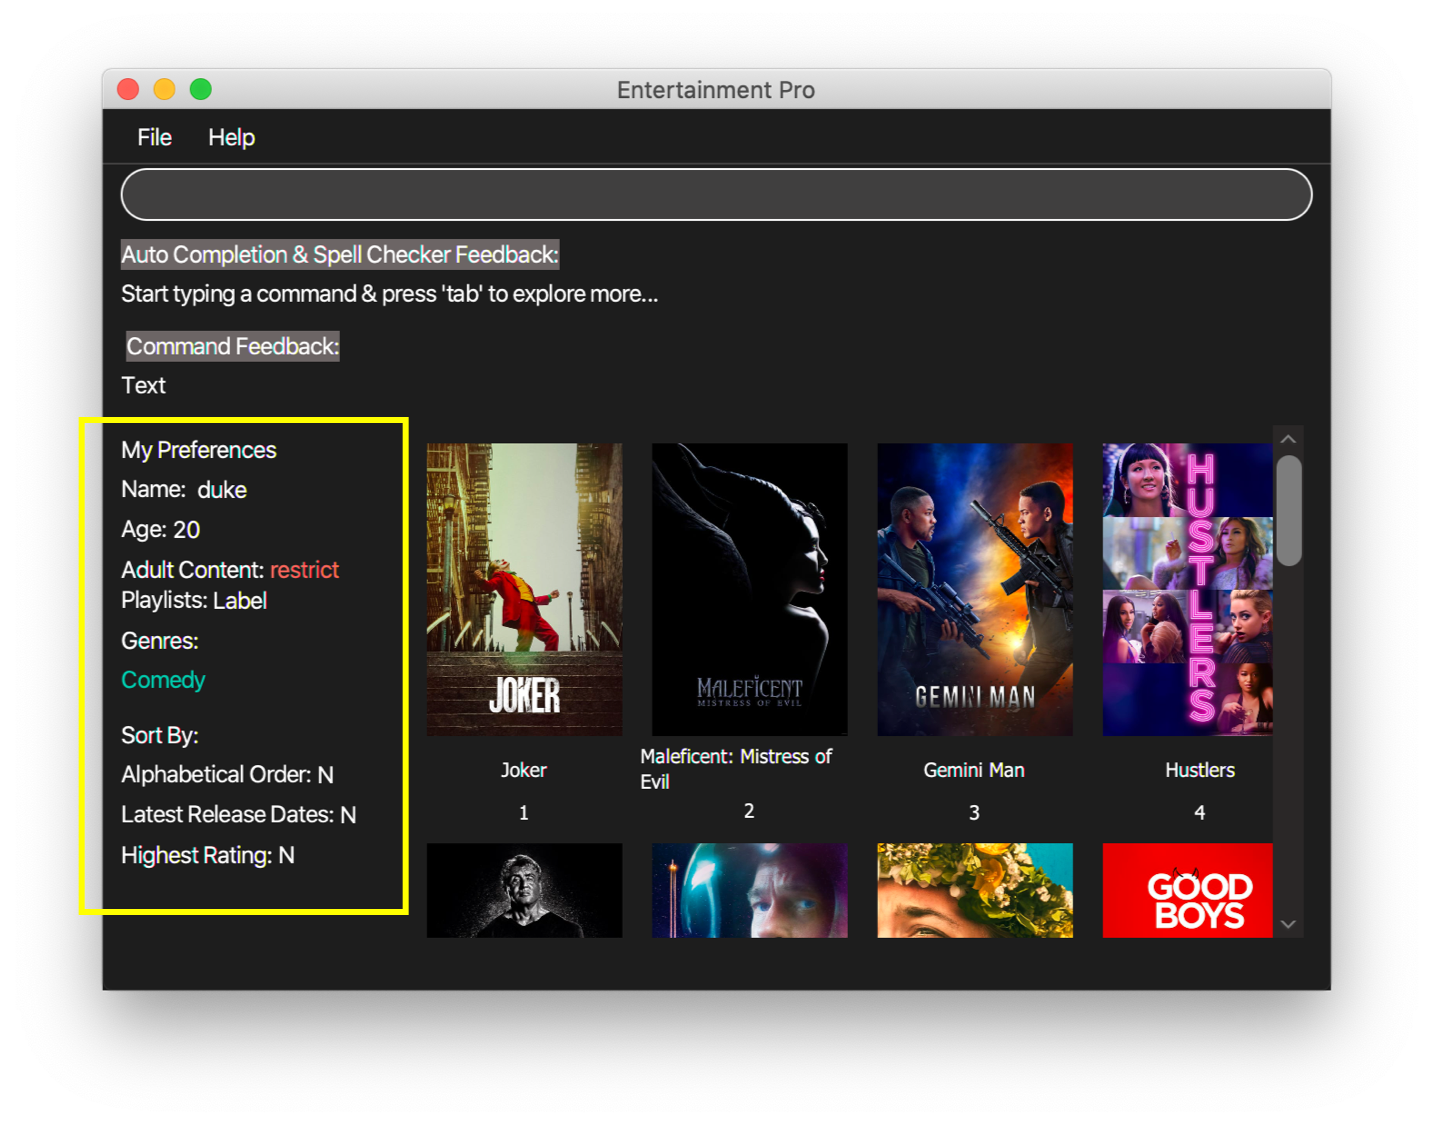 Entertainment Pro
File Help
Auto Completion & Spell Checker Feedback:
Start typing a command & press 'tab' to explore more...
Command Feedback:
Text
My Preferences
Name: duke
Age: 20
Adult Content: restrict
Playlists: Label
Genres:
Comedy
Sort By:
Alphabetical Order: N
Latest Release Dates: N
Highest Rating: N
JOKER
MALEFICENT
MISTRESS OF EVIL
GEMINI MAN
HUSTLERS
Joker
Maleficent: Mistress of
Evil
Gemini Man
Hustlers
1
2
3
4
GOOD
BOYS